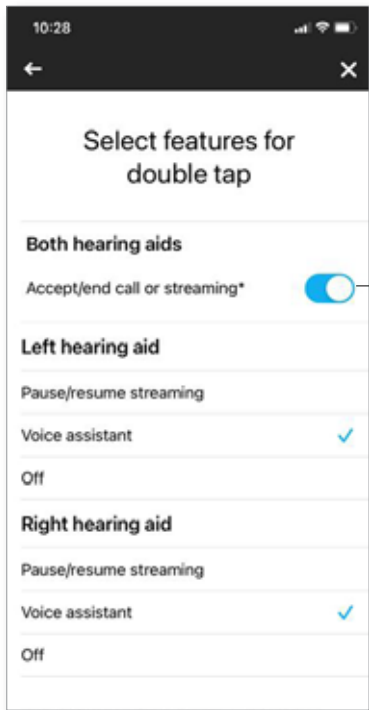 10:28
Select features for
double tap
Both hearing aids
Accept/end call or streaming*
Left hearing aid
Pause/resume streaming
Voice assistant
Off
Right hearing aid
Pause/resume streaming
Voice assistant
Off